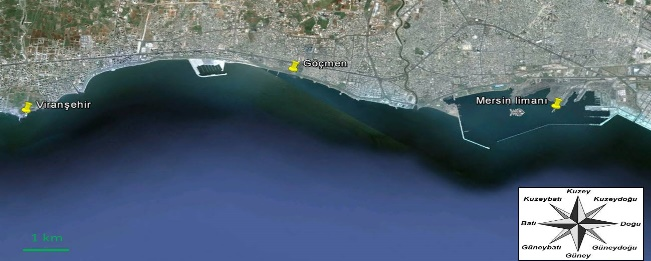 Göçmen
Viranşehir
Mersin limanı
1 km
Kuzey
Kuzeybatı
Kuzeydoğu
Batı
Doğu
Güneybatı
Güneydoğu
Güney